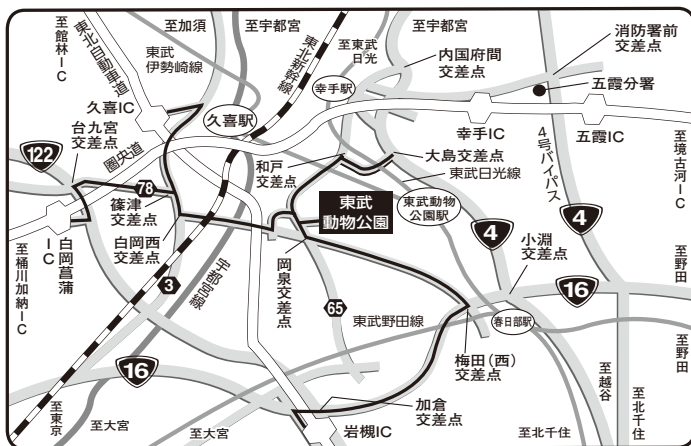 至加須
至宇都宮
至宇都宮
至館林IC
東北自動車道
東武
伊勢崎線
東北新幹線
至東武
日光
内国府間
交差点
消防署前
交差点
久喜IC
久喜駅
幸手駅
五霞分署
台九宮
交差点
122
圏央道
幸手IC
五霞IC
至境古河IC
4号バイパス
和戸
交差点
大島交差点
東武日光線
78
篠津
交差点
東武
動物公園
東武動物
公園駅
白岡菖蒲
IC
白岡西
交差点
4
4
小淵
交差点
至桶川加納IC
3
宇都宮線
岡泉交差点
65
東武野田線
16
春日部駅
至野田
梅田(西)
交差点
16
加倉
交差点
至東京
至大宮
至大宮
岩槻IC
至北千住
至越谷
至北千住
至野田